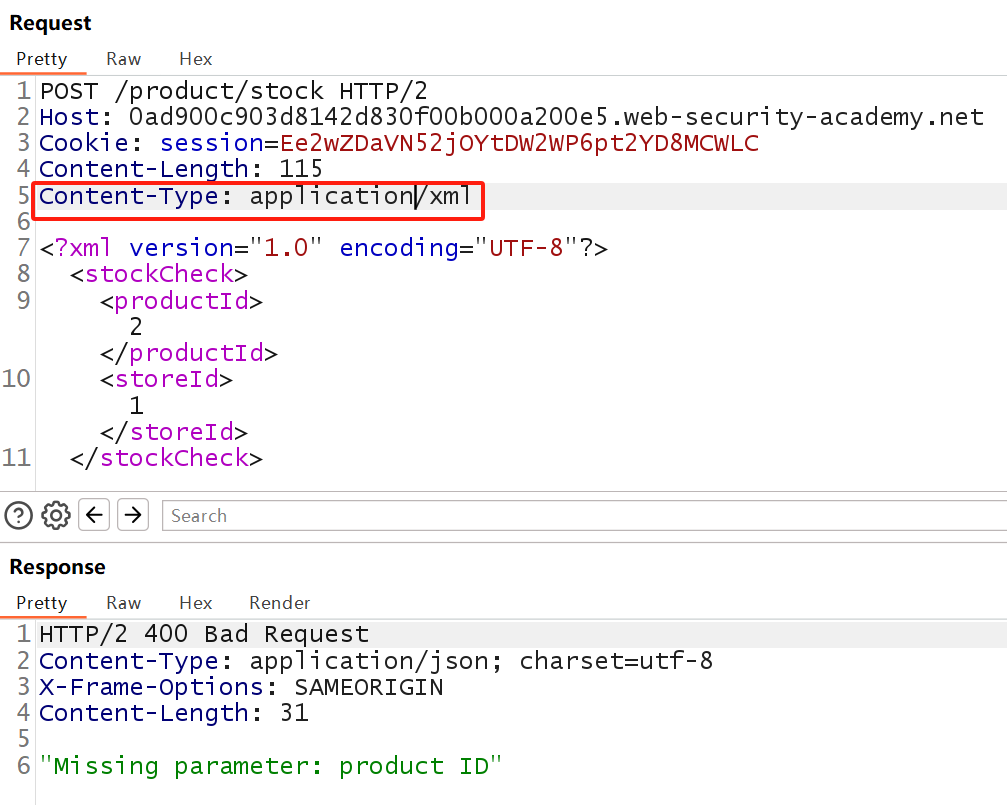 Request
Pretty Raw Hex
1 POST /product/stock HTTP/2
2 Host: 0ad900c903d8142d830f00b000a200e5.web-security-academy.net
3 Cookie: session=Ee2wZDaVN52jOYtDW2WP6pt2YD8MCWLC
4 Content-Length: 115
5 Content-Type: application/xml
6
7 <?xml version="1.0" encoding="UTF-8"?>
8 <stockCheck>
9 <productId>
2
</productId>
10 <storeId>
1
</storeId>
11 </stockCheck>
Search
Response
Pretty Raw Hex Render
1 HTTP/2 400 Bad Request
2 Content-Type: application/json; charset=utf-8
3 X-Frame-Options: SAMEORIGIN
4 Content-Length: 31
5
6 "Missing parameter: product ID"